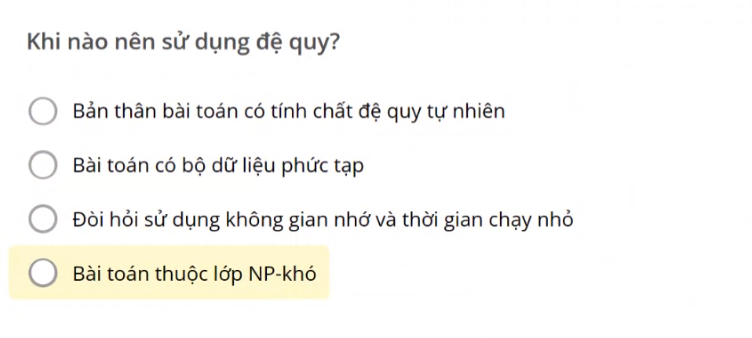 Khi nào nên sử dụng đệ quy?
Bản thân bài toán có tính chất đệ quy tự nhiên
Bài toán có bộ dữ liệu phức tạp
Đòi hỏi sử dụng không gian nhớ và thời gian chạy nhỏ
Bài toán thuộc lớp NP-khó